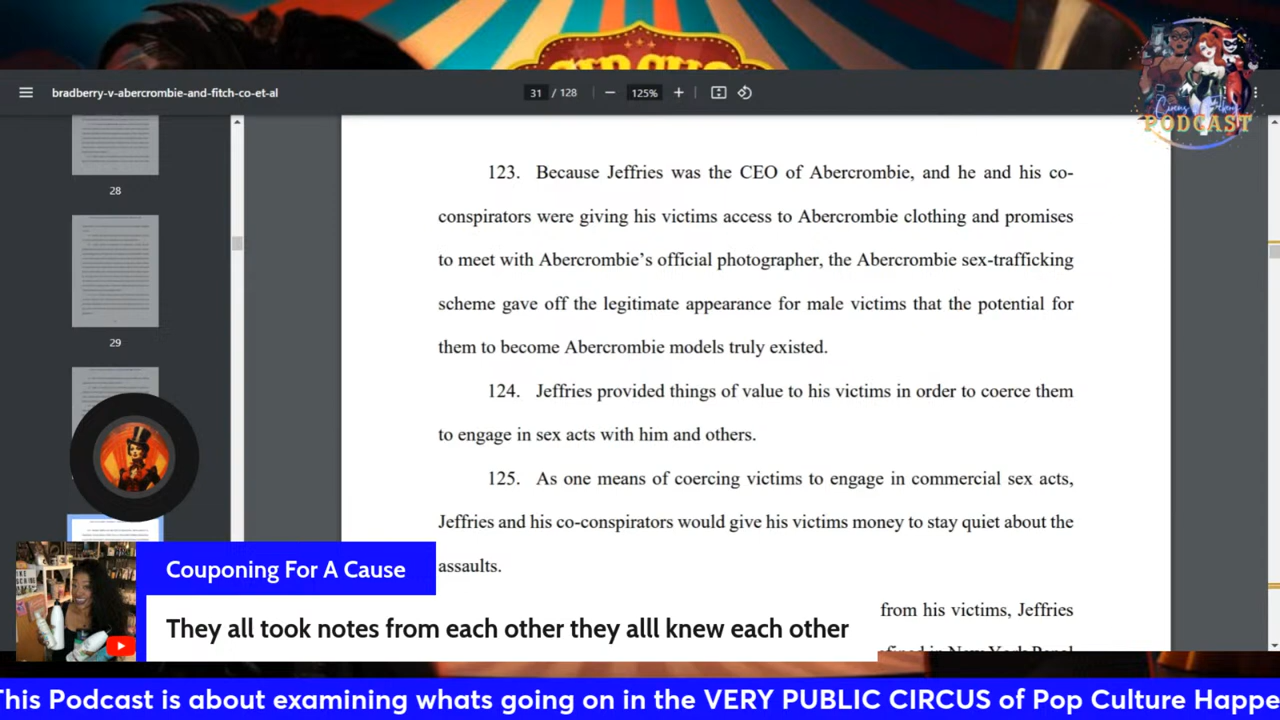 bradberry-v-abercrombie-and-fitch-co-et-al
31 / 128
125%
PODCAST
28
29
123. Because Jeffries was the CEO of Abercrombie, and he and his co-
conspirators were giving his victims access to Abercrombie clothing and promises
to meet with Abercrombie’s official photographer, the Abercrombie sex-trafficking
scheme gave off the legitimate appearance for male victims that the potential for
them to become Abercrombie models truly existed.
124. Jeffries provided things of value to his victims in order to coerce them
to engage in sex acts with him and others.
125. As one means of coercing victims to engage in commercial sex acts,
Jeffries and his co-conspirators would give his victims money to stay quiet about the
assaults.
from his victims, Jeffries
Couponing For A Cause
They all took notes from each other they alll knew each other
This Podcast is about examining whats going on in the VERY PUBLIC CIRCUS of Pop Culture Happe